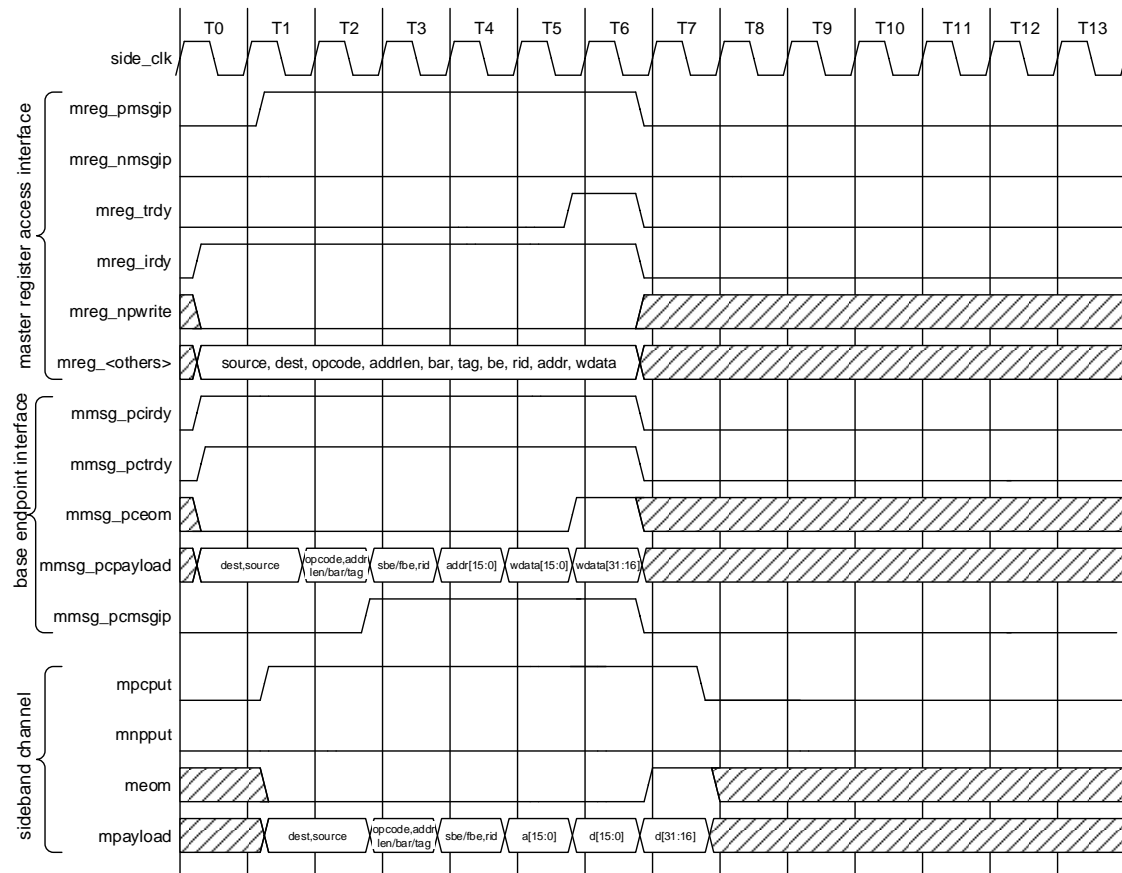 T0 T1 T2 T3 T4 T5 T6 T7 T8 T9 T10 T11 T12 T13
side_clk
master register access interface
mreg_pmsgip
mreg_nmsgip
mreg_trdy
mreg_irdy
mreg_npwrite
mreg_<others>
source, dest, opcode, addrlen, bar, tag, be, rid, addr, wdata
base endpoint interface
mmsg_pcirdy
mmsg_pctrdy
mmsg_pceom
mmsg_pcpayload
dest,source
opcode,addr
len/bar/tag
sbe/fbe,rid
addr[15:0]
wdata[15:0]
wdata[31:16]
mmsg_pcmsgip
sideband channel
mpcput
mnpput
meom
mpayload
dest,source
opcode,addr
len/bar/tag
sbe/fbe,rid
a[15:0]
d[15:0]
d[31:16]